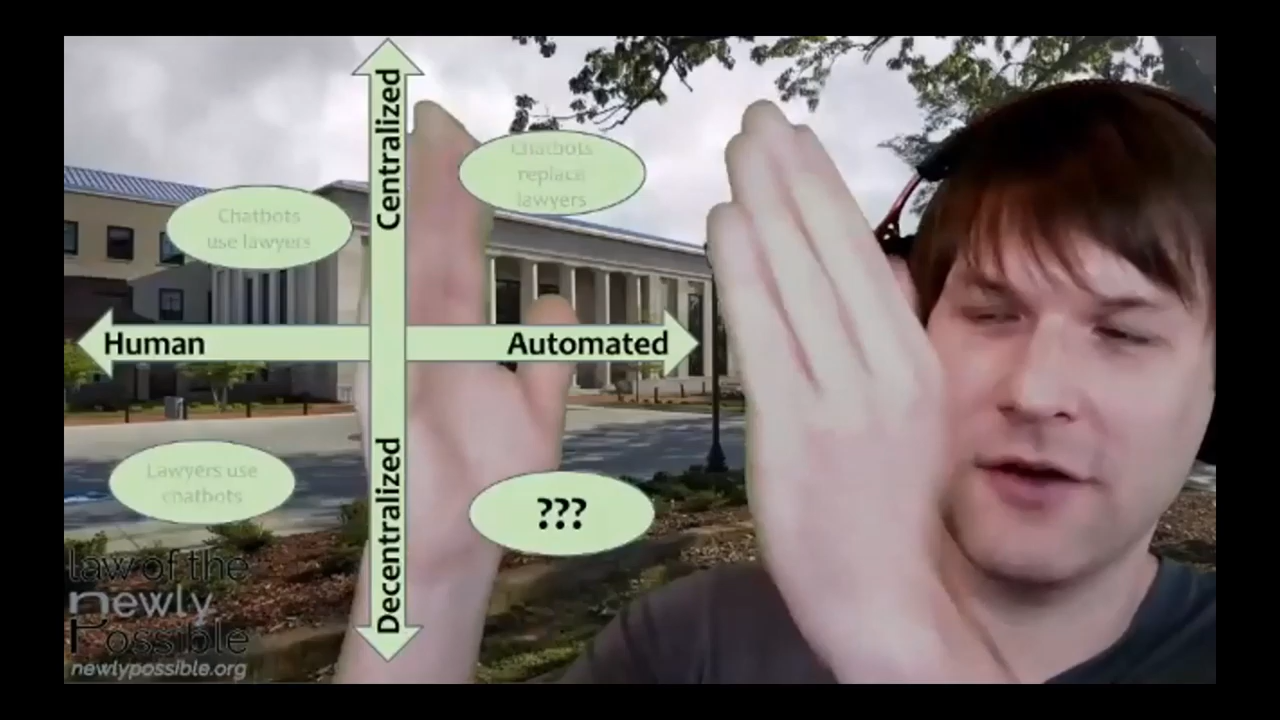 Centralized
Chatbots
replace
lawyers
Chatbots
use lawyers
Human
Automated
Lawyers use
chatbots
???
Decentralized
law of the
newly
Possible
newlypossible.org